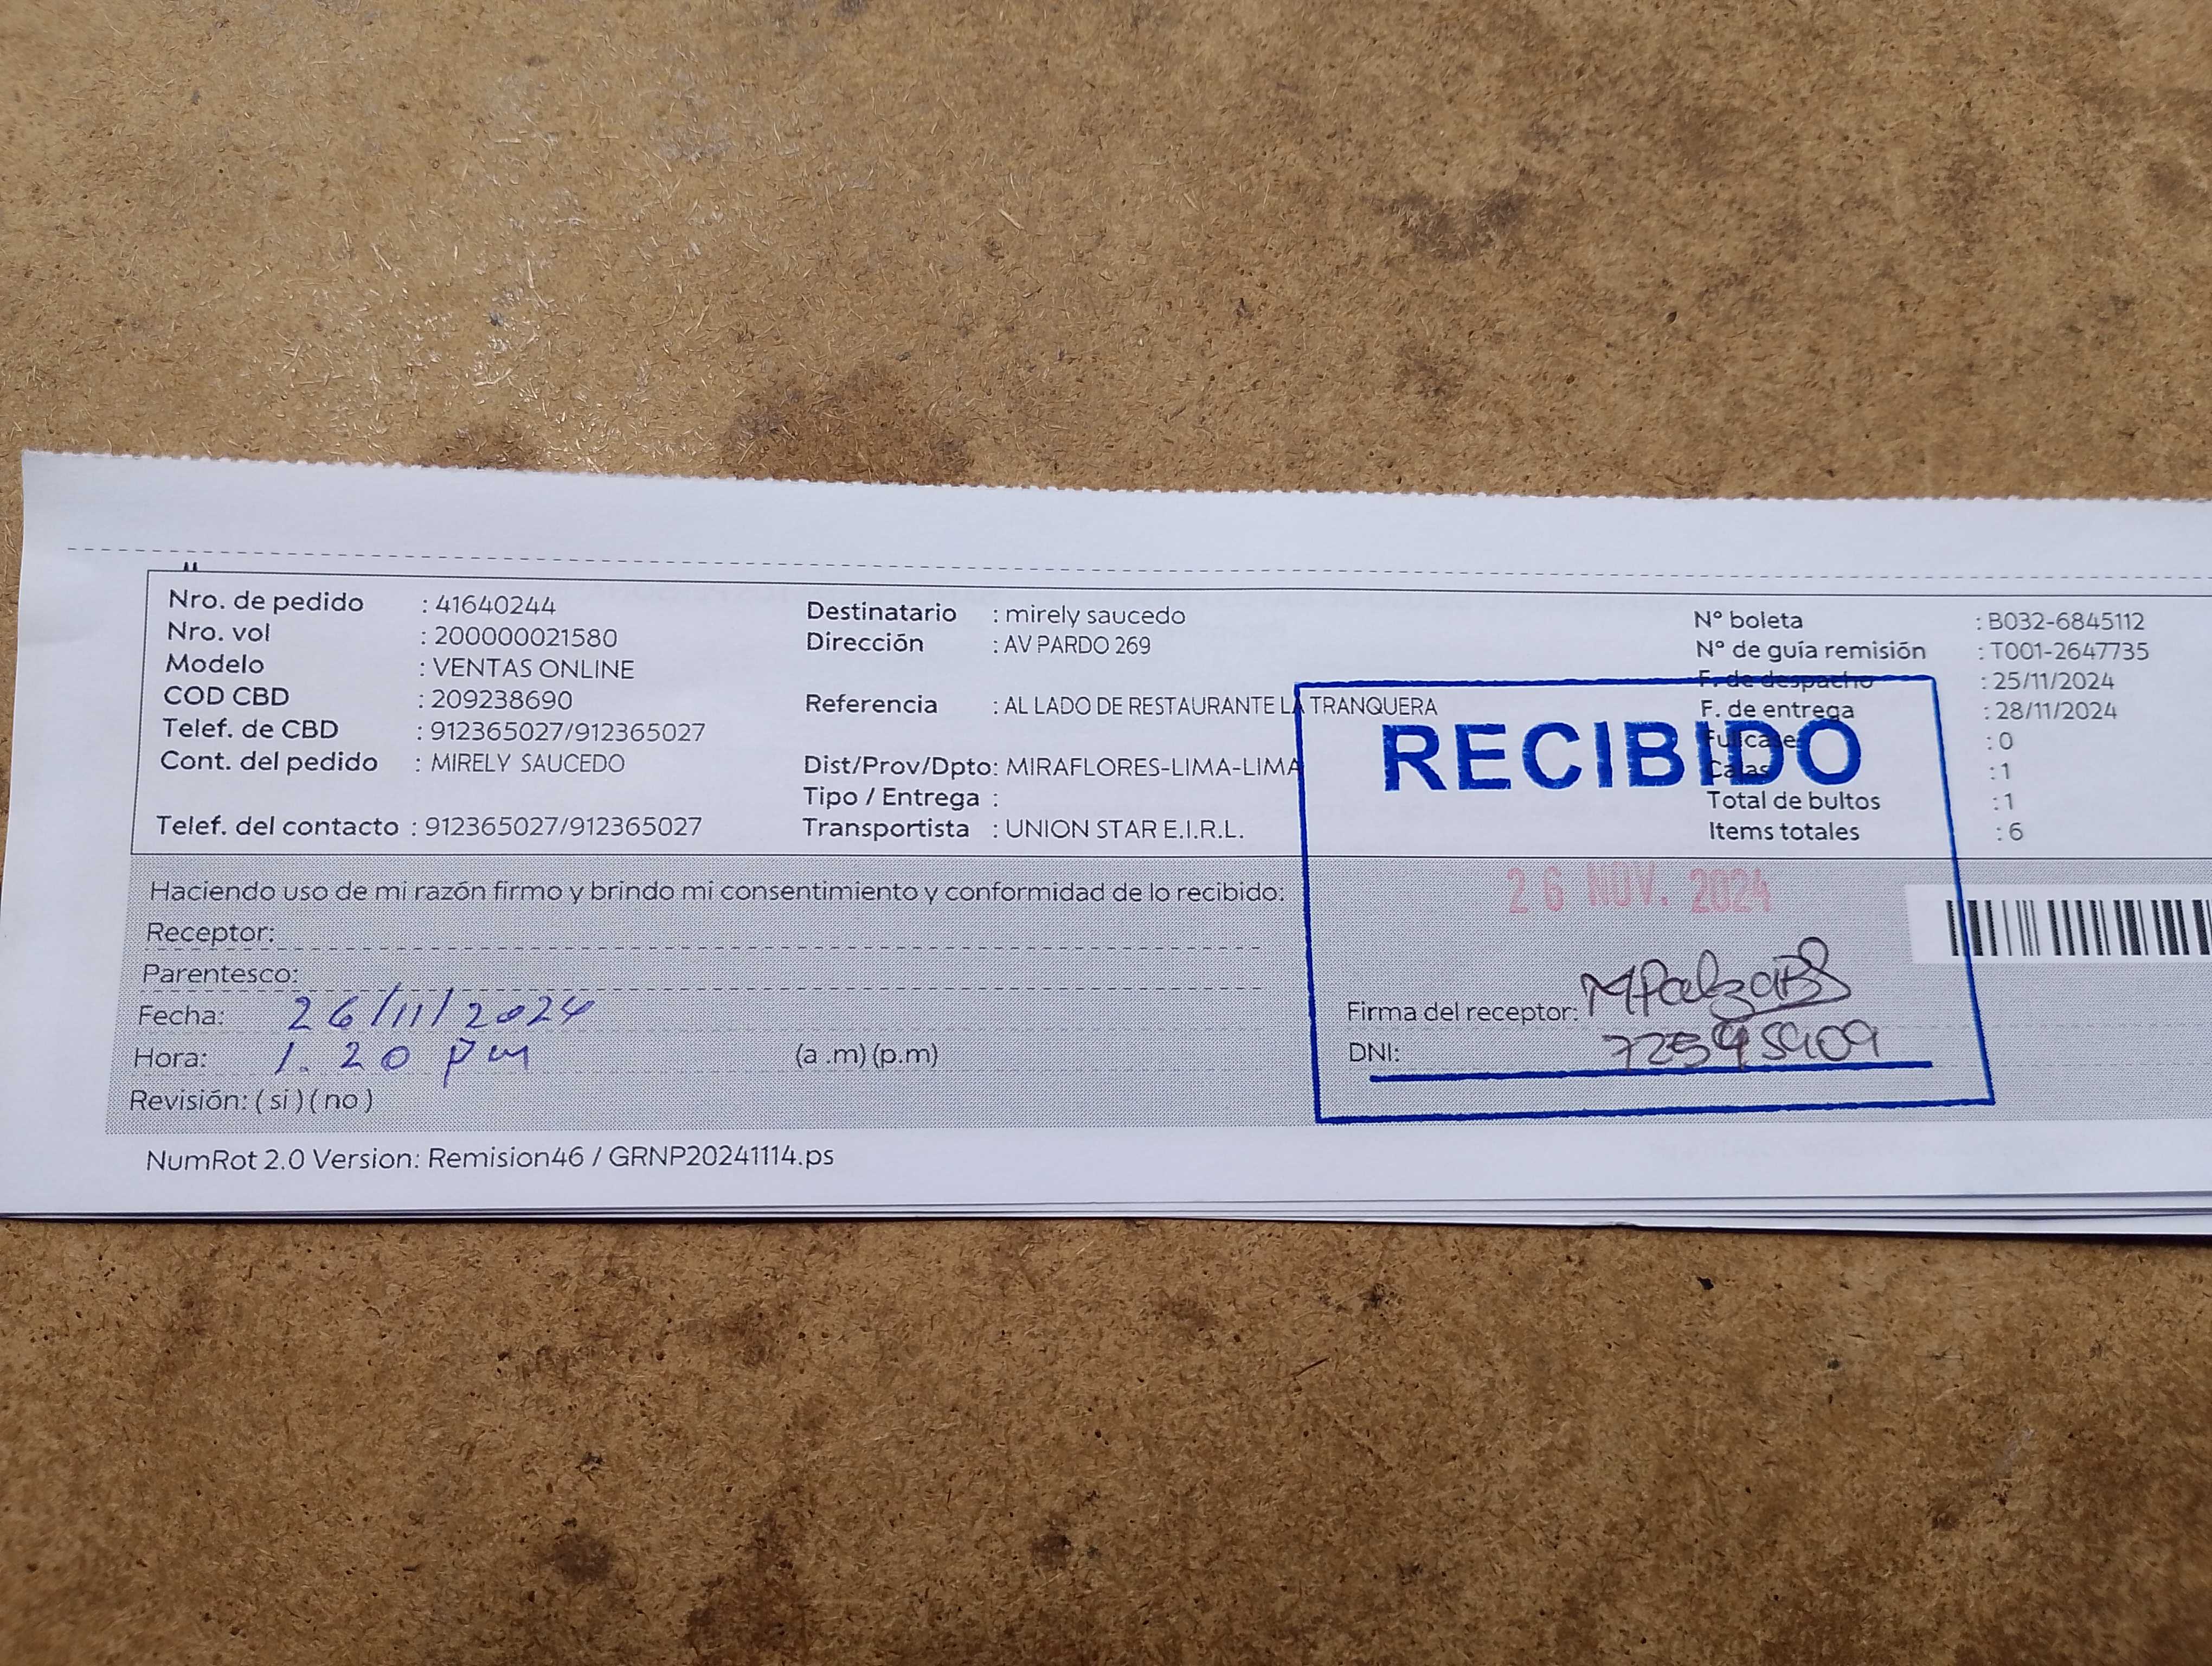 Nro. de pedido : 41640244
Nro. vol : 200000021580
Modelo : VENTAS ONLINE
COD CBD : 209238690
Telef. de CBD : 912365027/912365027
Cont. del pedido : MIRELY SAUCEDO
Telef. del contacto : 912365027/912365027
Destinatario : mirely saucedo
Dirección : AV PARDO 269
Referencia : AL LADO DE RESTAURANTE LA TRANQUERA
Dist/Prov/Dpto: MIRAFLORES-LIMA-LIMA
Tipo / Entrega :
Transportista : UNION STAR E.I.R.L.
Nº boleta : B032-6845112
Nº de guía remisión : T001-2647735
F. de despacho : 25/11/2024
F. de entrega : 28/11/2024
Fullcase : 0
Cajas : 1
Total de bultos : 1
Items totales : 6
RECIBIDO
26 NOV. 2024
Haciendo uso de mi razón firmo y brindo mi consentimiento y conformidad de lo recibido:
Receptor:
Parentesco:
Fecha: 26/11/2024
Hora: 1.20 pm (a .m) (p.m)
Revisión: ( si ) ( no )
Firma del receptor:
DNI:
NumRot 2.0 Version: Remision46 / GRNP20241114.ps